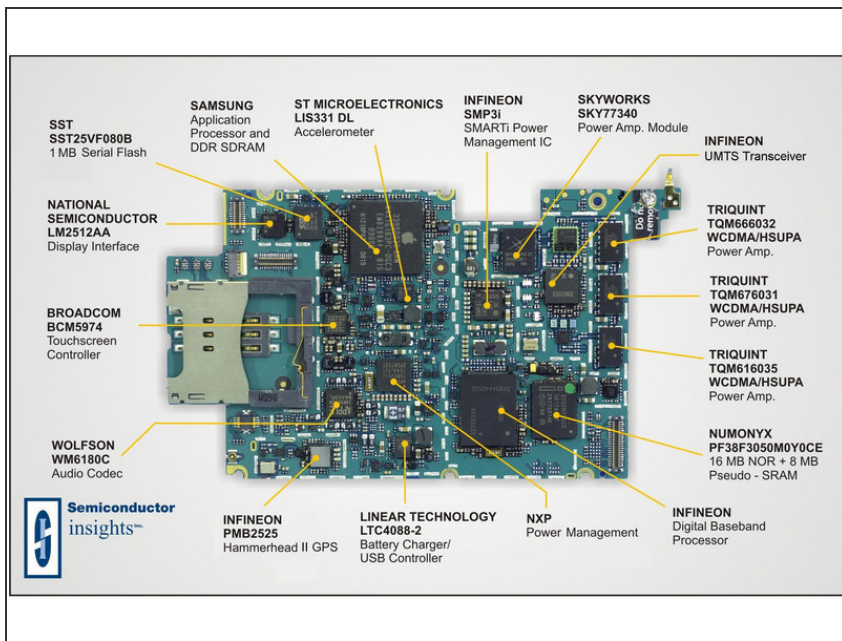 SST
SST25VF080B
1 MB Serial Flash
SAMSUNG
Application
Processor and
DDR SDRAM
ST MICROELECTRONICS
LIS331 DL
Accelerometer
INFINEON
SMP3i
SMARTi Power
Management IC
SKYWORKS
SKY77340
Power Amp. Module
INFINEON
UMTS Transceiver
NATIONAL
SEMICONDUCTOR
LM2512AA
Display Interface
Do not
remove
TRIQUINT
TQM666032
WCDMA/HSUPA
Power Amp.
BROADCOM
BCM5974
Touchscreen
Controller
TRIQUINT
TQM676031
WCDMA/HSUPA
Power Amp.
TRIQUINT
TQM616035
WCDMA/HSUPA
Power Amp.
WOLFSON
WM6180C
Audio Codec
NUMONYX
PF38F3050M0Y0CE
16 MB NOR + 8 MB
Pseudo - SRAM
Semiconductor
insights Inc.
INFINEON
PMB2525
Hammerhead II GPS
LINEAR TECHNOLOGY
LTC4088-2
Battery Charger/
USB Controller
NXP
Power Management
INFINEON
Digital Baseband
Processor